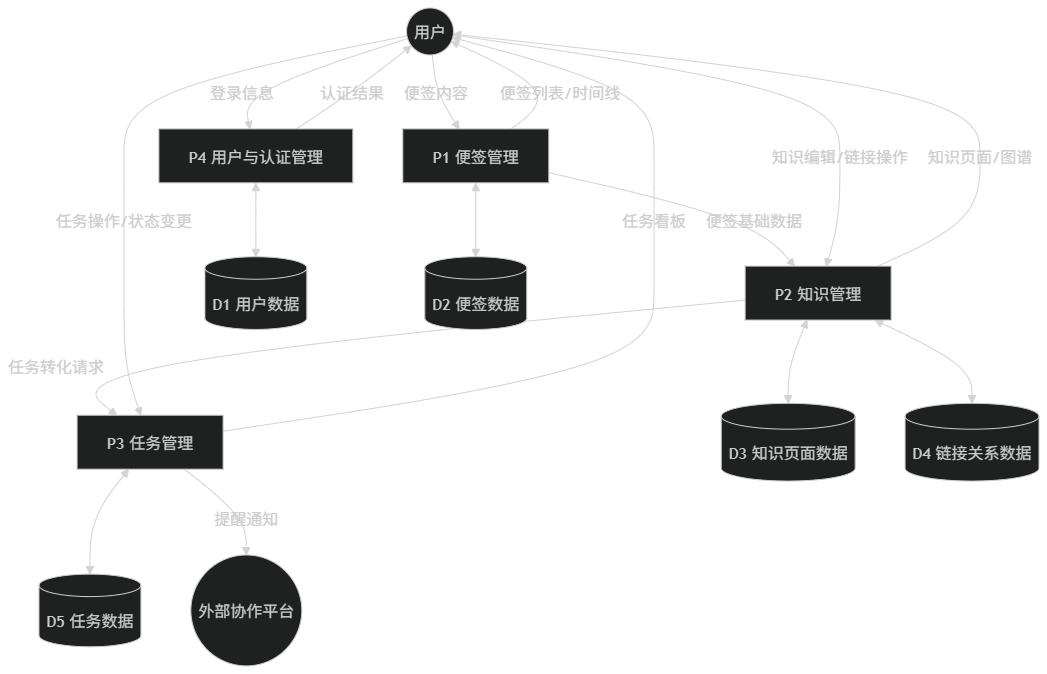 用户
登录信息
认证结果
便签内容
便签列表/时间线
P4 用户与认证管理
P1 便签管理
知识编辑/链接操作
知识页面/图谱
任务操作/状态变更
任务看板
便签基础数据
D1 用户数据
D2 便签数据
P2 知识管理
任务转化请求
P3 任务管理
D3 知识页面数据
D4 链接关系数据
提醒通知
D5 任务数据
外部协作平台